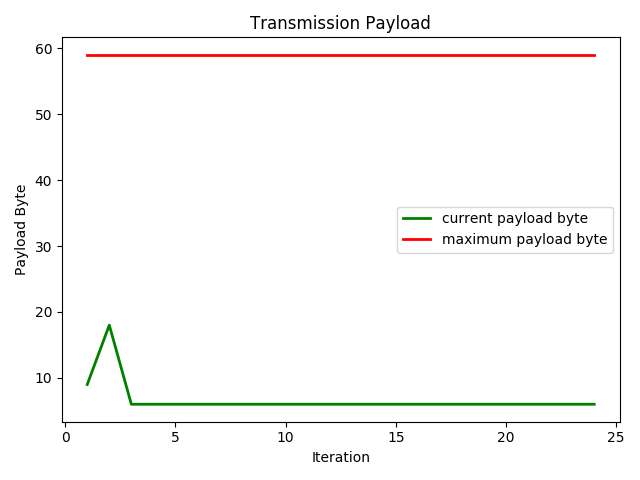 Transmission Payload
Payload Byte
60
50
40
30
20
10
current payload byte
maximum payload byte
0 5 10 15 20 25
Iteration